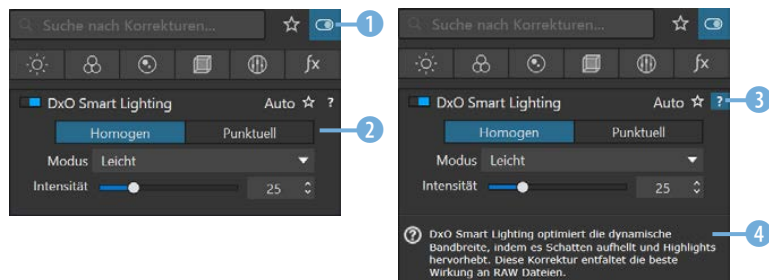 Suche nach Korrekturen...
1
fx
DxO Smart Lighting Auto ?
Homogen Punktuell
2
Modus Leicht
Intensität 25
Suche nach Korrekturen...
fx
DxO Smart Lighting Auto ?
3
Homogen Punktuell
Modus Leicht
Intensität 25
? DxO Smart Lighting optimiert die dynamische
4
Bandbreite, indem es Schatten aufhellt und Highlights
hervorhebt. Diese Korrektur entfaltet die beste
Wirkung an RAW Dateien.